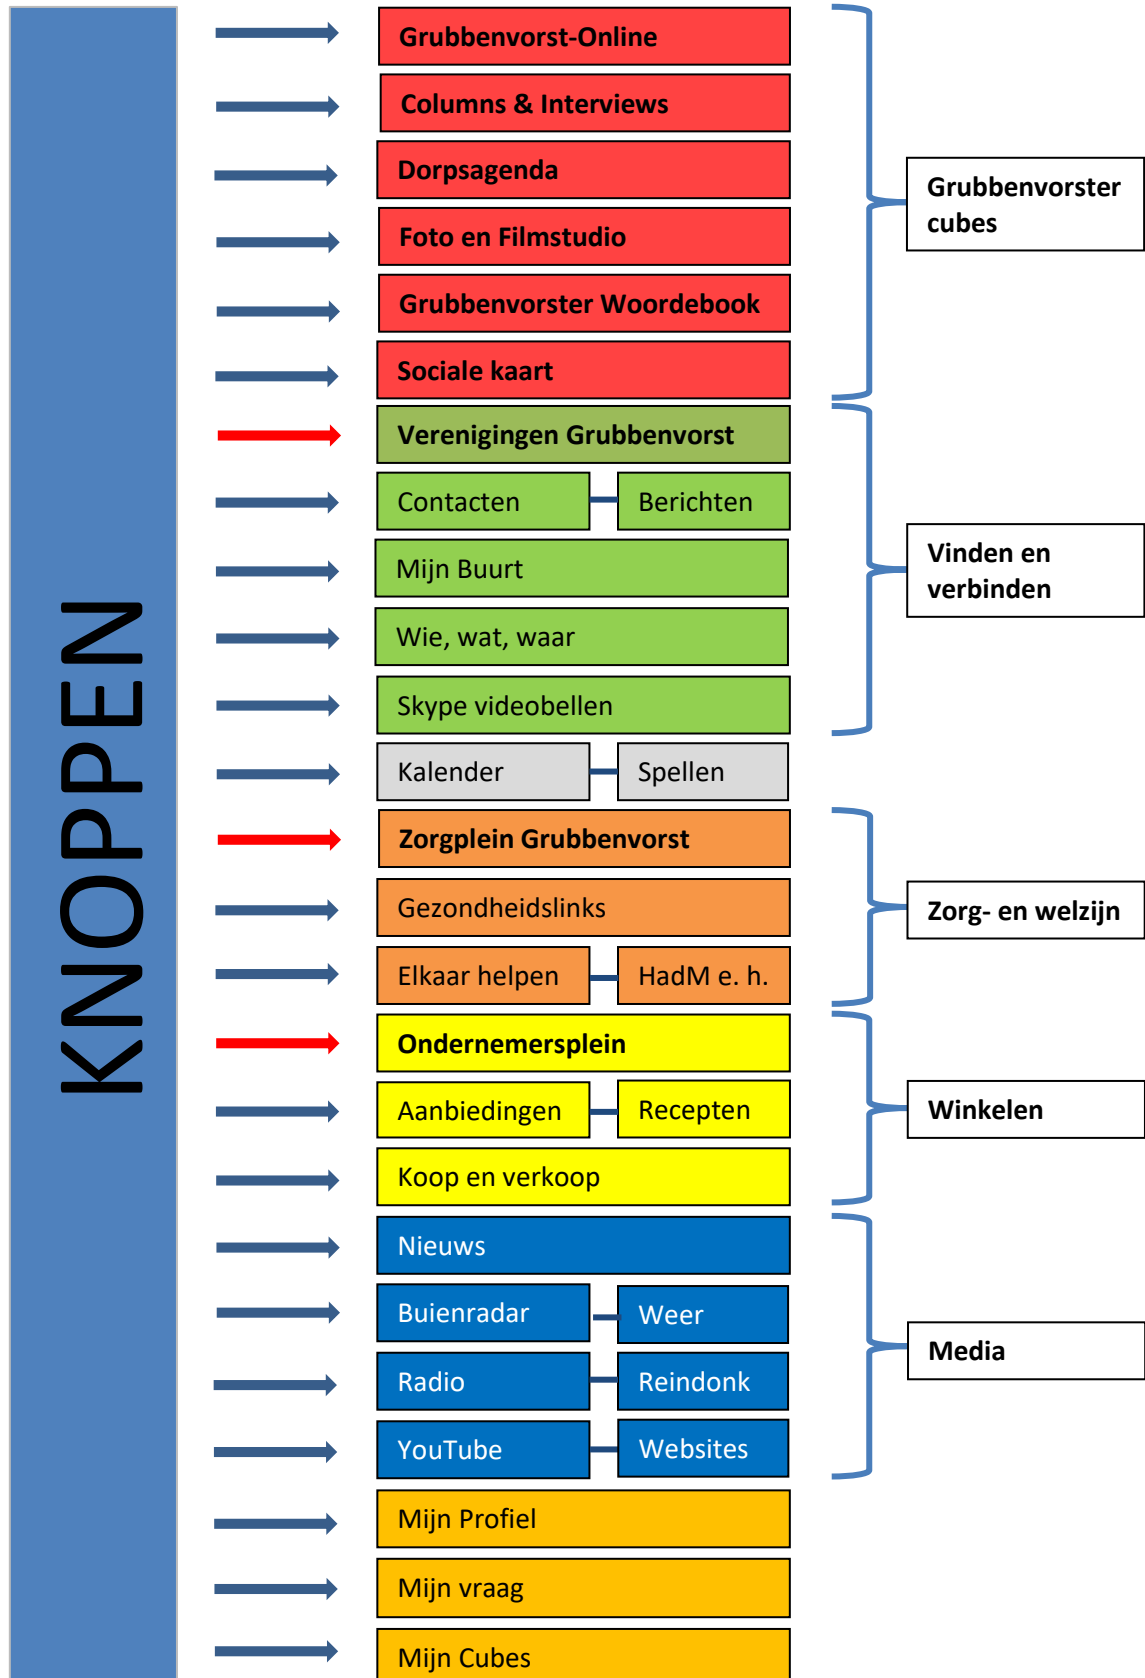 KNOPPEN
Grubbenvorst-Online
Columns & Interviews
Dorpsagenda
Foto en Filmstudio
Grubbenvorster Woordebook
Sociale kaart
Grubbenvorster
cubes
Verenigingen Grubbenvorst
Contacten
Berichten
Mijn Buurt
Wie, wat, waar
Skype videobellen
Vinden en
verbinden
Kalender
Spellen
Zorgplein Grubbenvorst
Gezondheidslinks
Elkaar helpen
HadM e. h.
Zorg- en welzijn
Ondernemersplein
Aanbiedingen
Recepten
Koop en verkoop
Winkelen
Nieuws
Buienradar
Weer
Radio
Reindonk
YouTube
Websites
Media
Mijn Profiel
Mijn vraag
Mijn Cubes